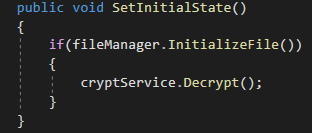 public void SetInitialState()
{
if(fileManager.InitializeFile())
{
cryptService.Decrypt();
}
}